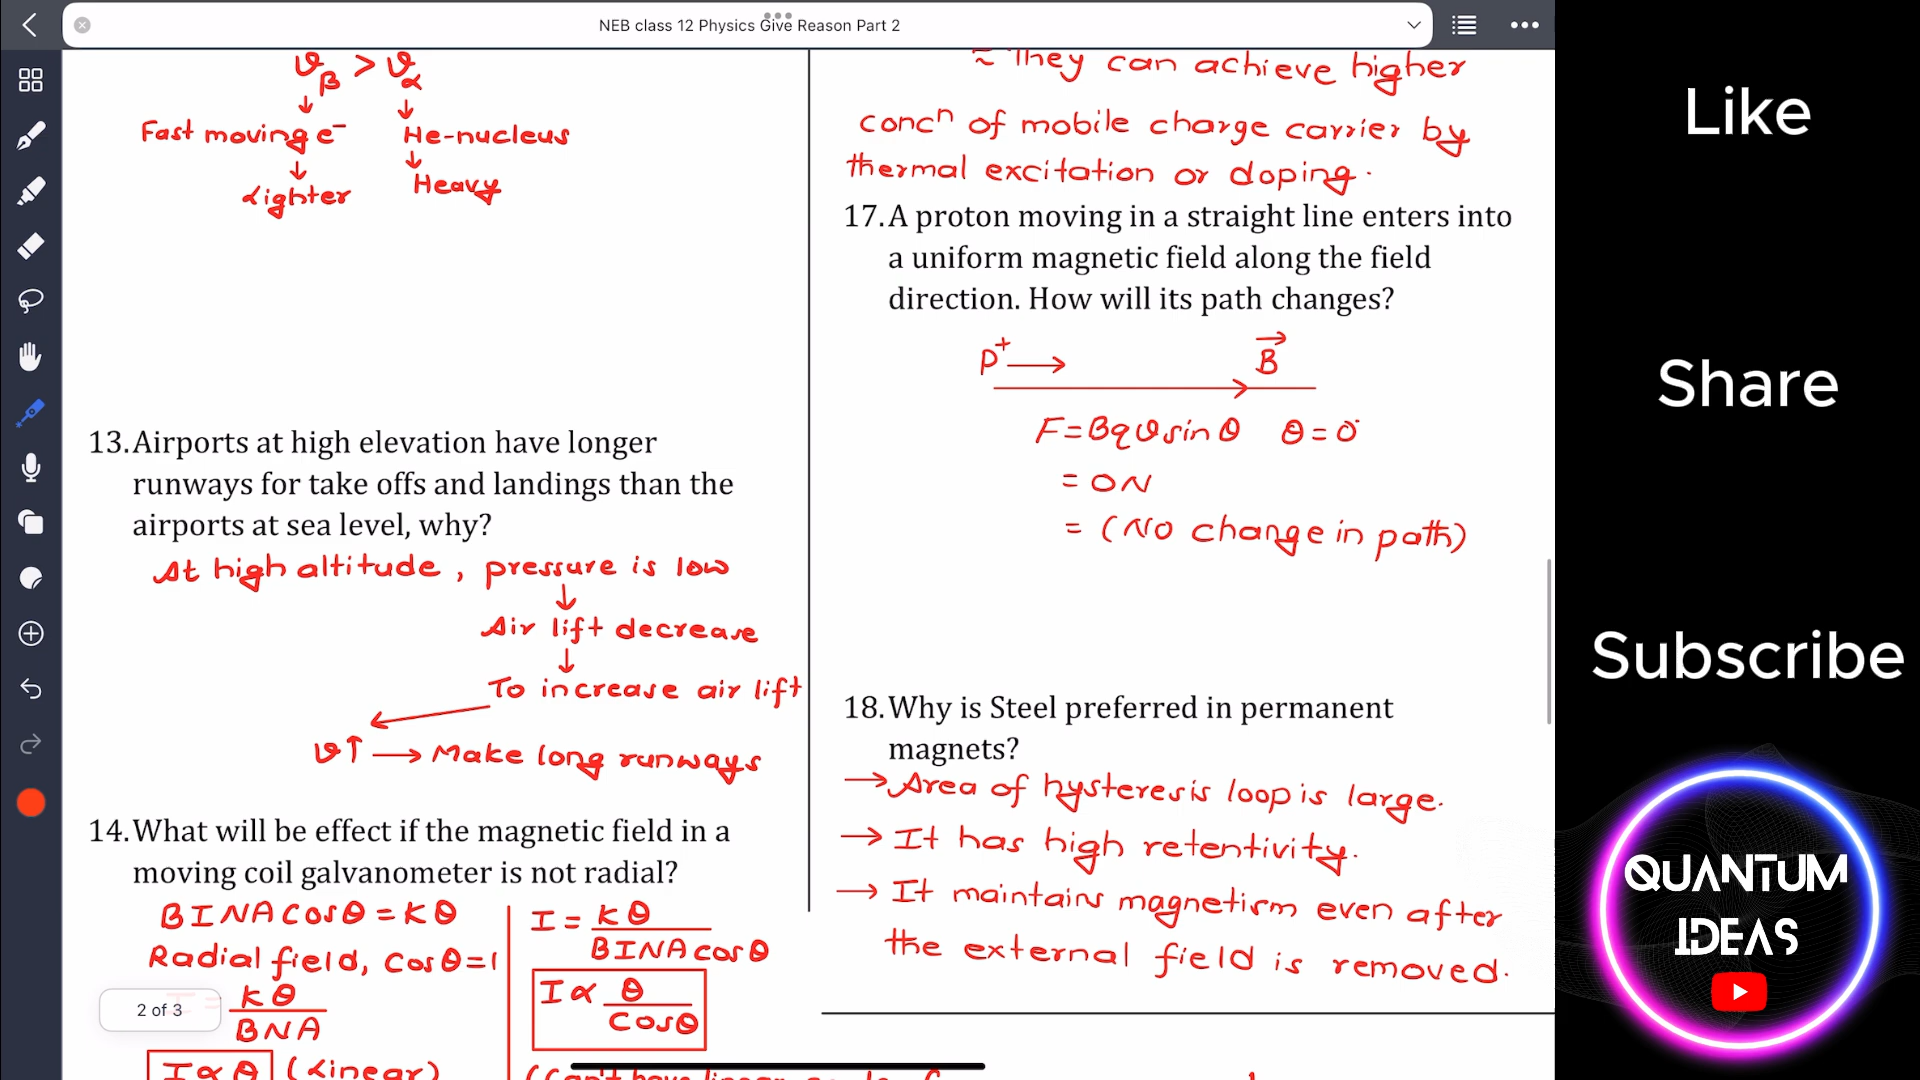 NEB class 12 Physics Give Reason Part 2
ϑβ > ϑα
Fast moving e⁻ He-nucleus
Lighter Heavy
13. Airports at high elevation have longer
runways for take offs and landings than the
airports at sea level, why?
At high altitude, pressure is low
↓
Air lift decrease
↓
To increase air lift
ϑ↑ → Make long runways
14. What will be effect if the magnetic field in a
moving coil galvanometer is not radial?
BINA cosθ = Kθ
Radial field, cosθ=1
Kθ
BNA
I ∝ θ (Linear)
I = Kθ
BINA cosθ
I ∝ θ
cosθ
2 of 3
They can achieve higher
concⁿ of mobile charge carrier by
thermal excitation or doping.
17. A proton moving in a straight line enters into
a uniform magnetic field along the field
direction. How will its path changes?
P⁺ → B⃗
F = Bqϑ sinθ θ = 0°
= 0N
= (No change in path)
18. Why is Steel preferred in permanent
magnets?
→ Area of hysteresis loop is large.
→ It has high retentivity.
→ It maintains magnetism even after
the external field is removed.
Like
Share
Subscribe
QUANTUM
IDEAS